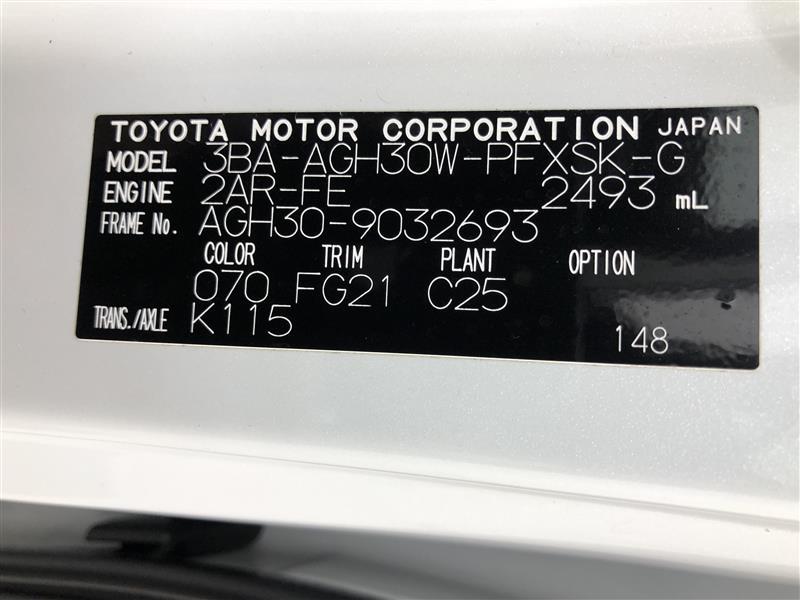 TOYOTA MOTOR CORPORATION JAPAN
MODEL 3BA-AGH30W-PFXSK-G
ENGINE 2AR-FE 2493 mL
FRAME No. AGH30-9032693
COLOR TRIM PLANT OPTION
070 FG21 C25
TRANS./AXLE K115
148